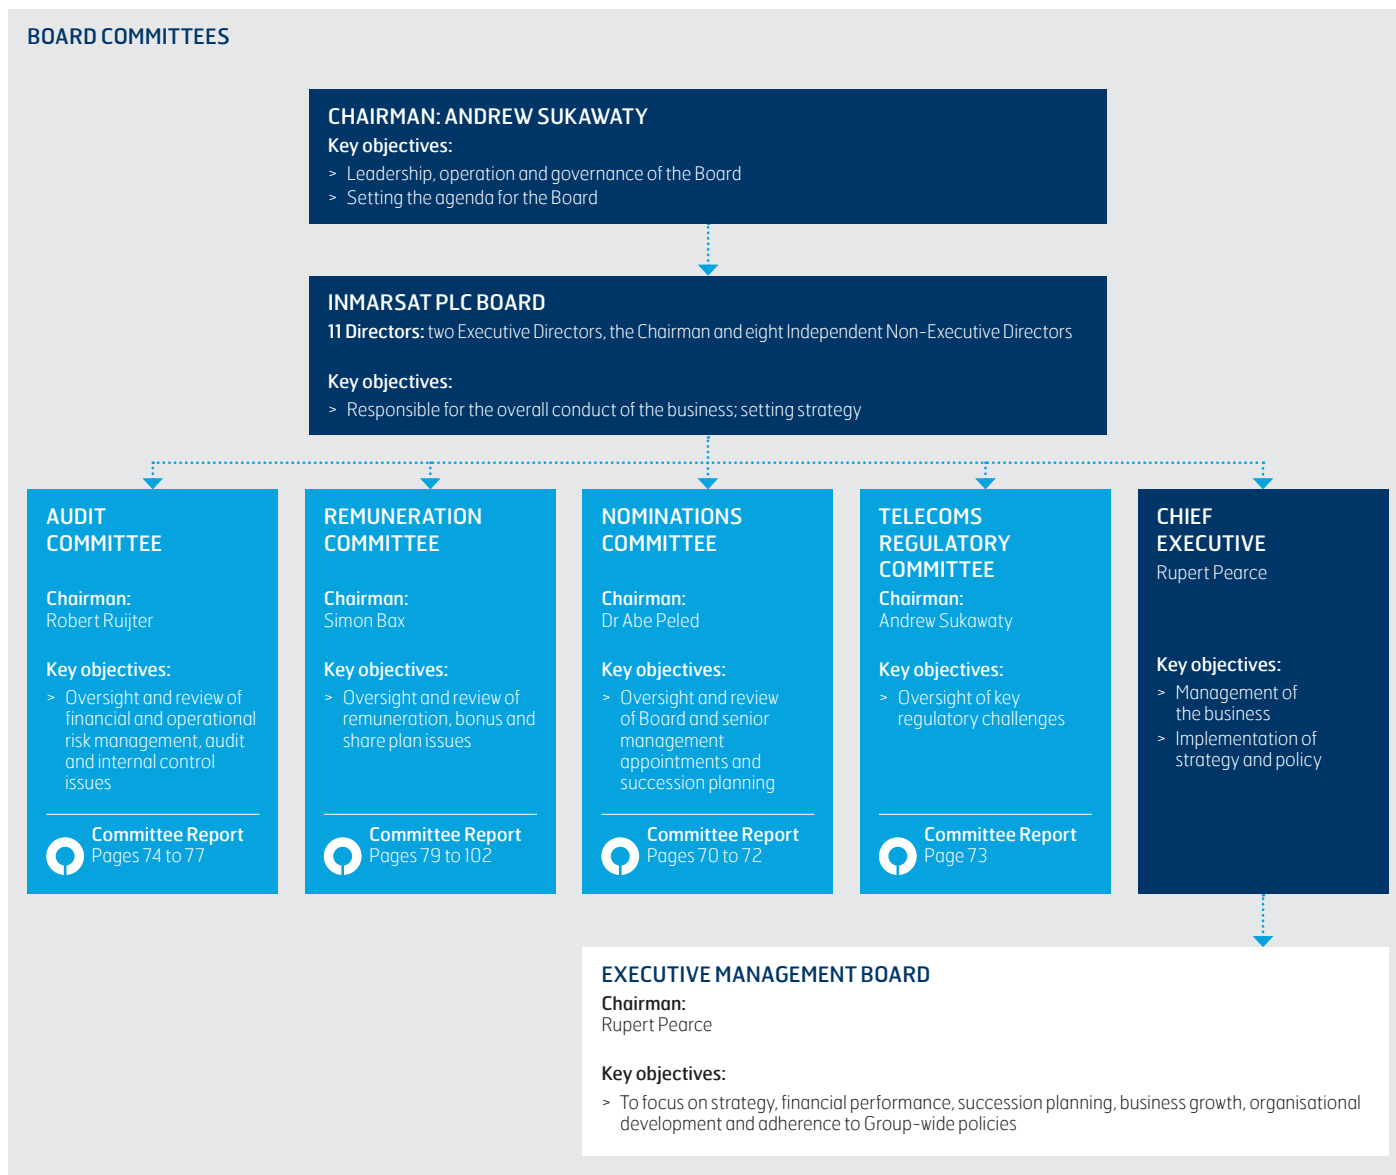 BOARD COMMITTEES
CHAIRMAN: ANDREW SUKAWATY
Key objectives:
> Leadership, operation and governance of the Board
> Setting the agenda for the Board
INMARSAT PLC BOARD
11 Directors: two Executive Directors, the Chairman and eight Independent Non-Executive Directors
Key objectives:
> Responsible for the overall conduct of the business; setting strategy
AUDIT
COMMITTEE
Chairman:
Robert Ruijter
Key objectives:
> Oversight and review of
financial and operational
risk management, audit
and internal control
issues
Committee Report
Pages 74 to 77
REMUNERATION
COMMITTEE
Chairman:
Simon Bax
Key objectives:
> Oversight and review of
remuneration, bonus and
share plan issues
Committee Report
Pages 79 to 102
NOMINATIONS
COMMITTEE
Chairman:
Dr Abe Peled
Key objectives:
> Oversight and review
of Board and senior
management
appointments and
succession planning
Committee Report
Pages 70 to 72
TELECOMS
REGULATORY
COMMITTEE
Chairman:
Andrew Sukawaty
Key objectives:
> Oversight of key
regulatory challenges
Committee Report
Page 73
CHIEF
EXECUTIVE
Rupert Pearce
Key objectives:
> Management of
the business
> Implementation of
strategy and policy
EXECUTIVE MANAGEMENT BOARD
Chairman:
Rupert Pearce
Key objectives:
> To focus on strategy, financial performance, succession planning, business growth, organisational
development and adherence to Group-wide policies